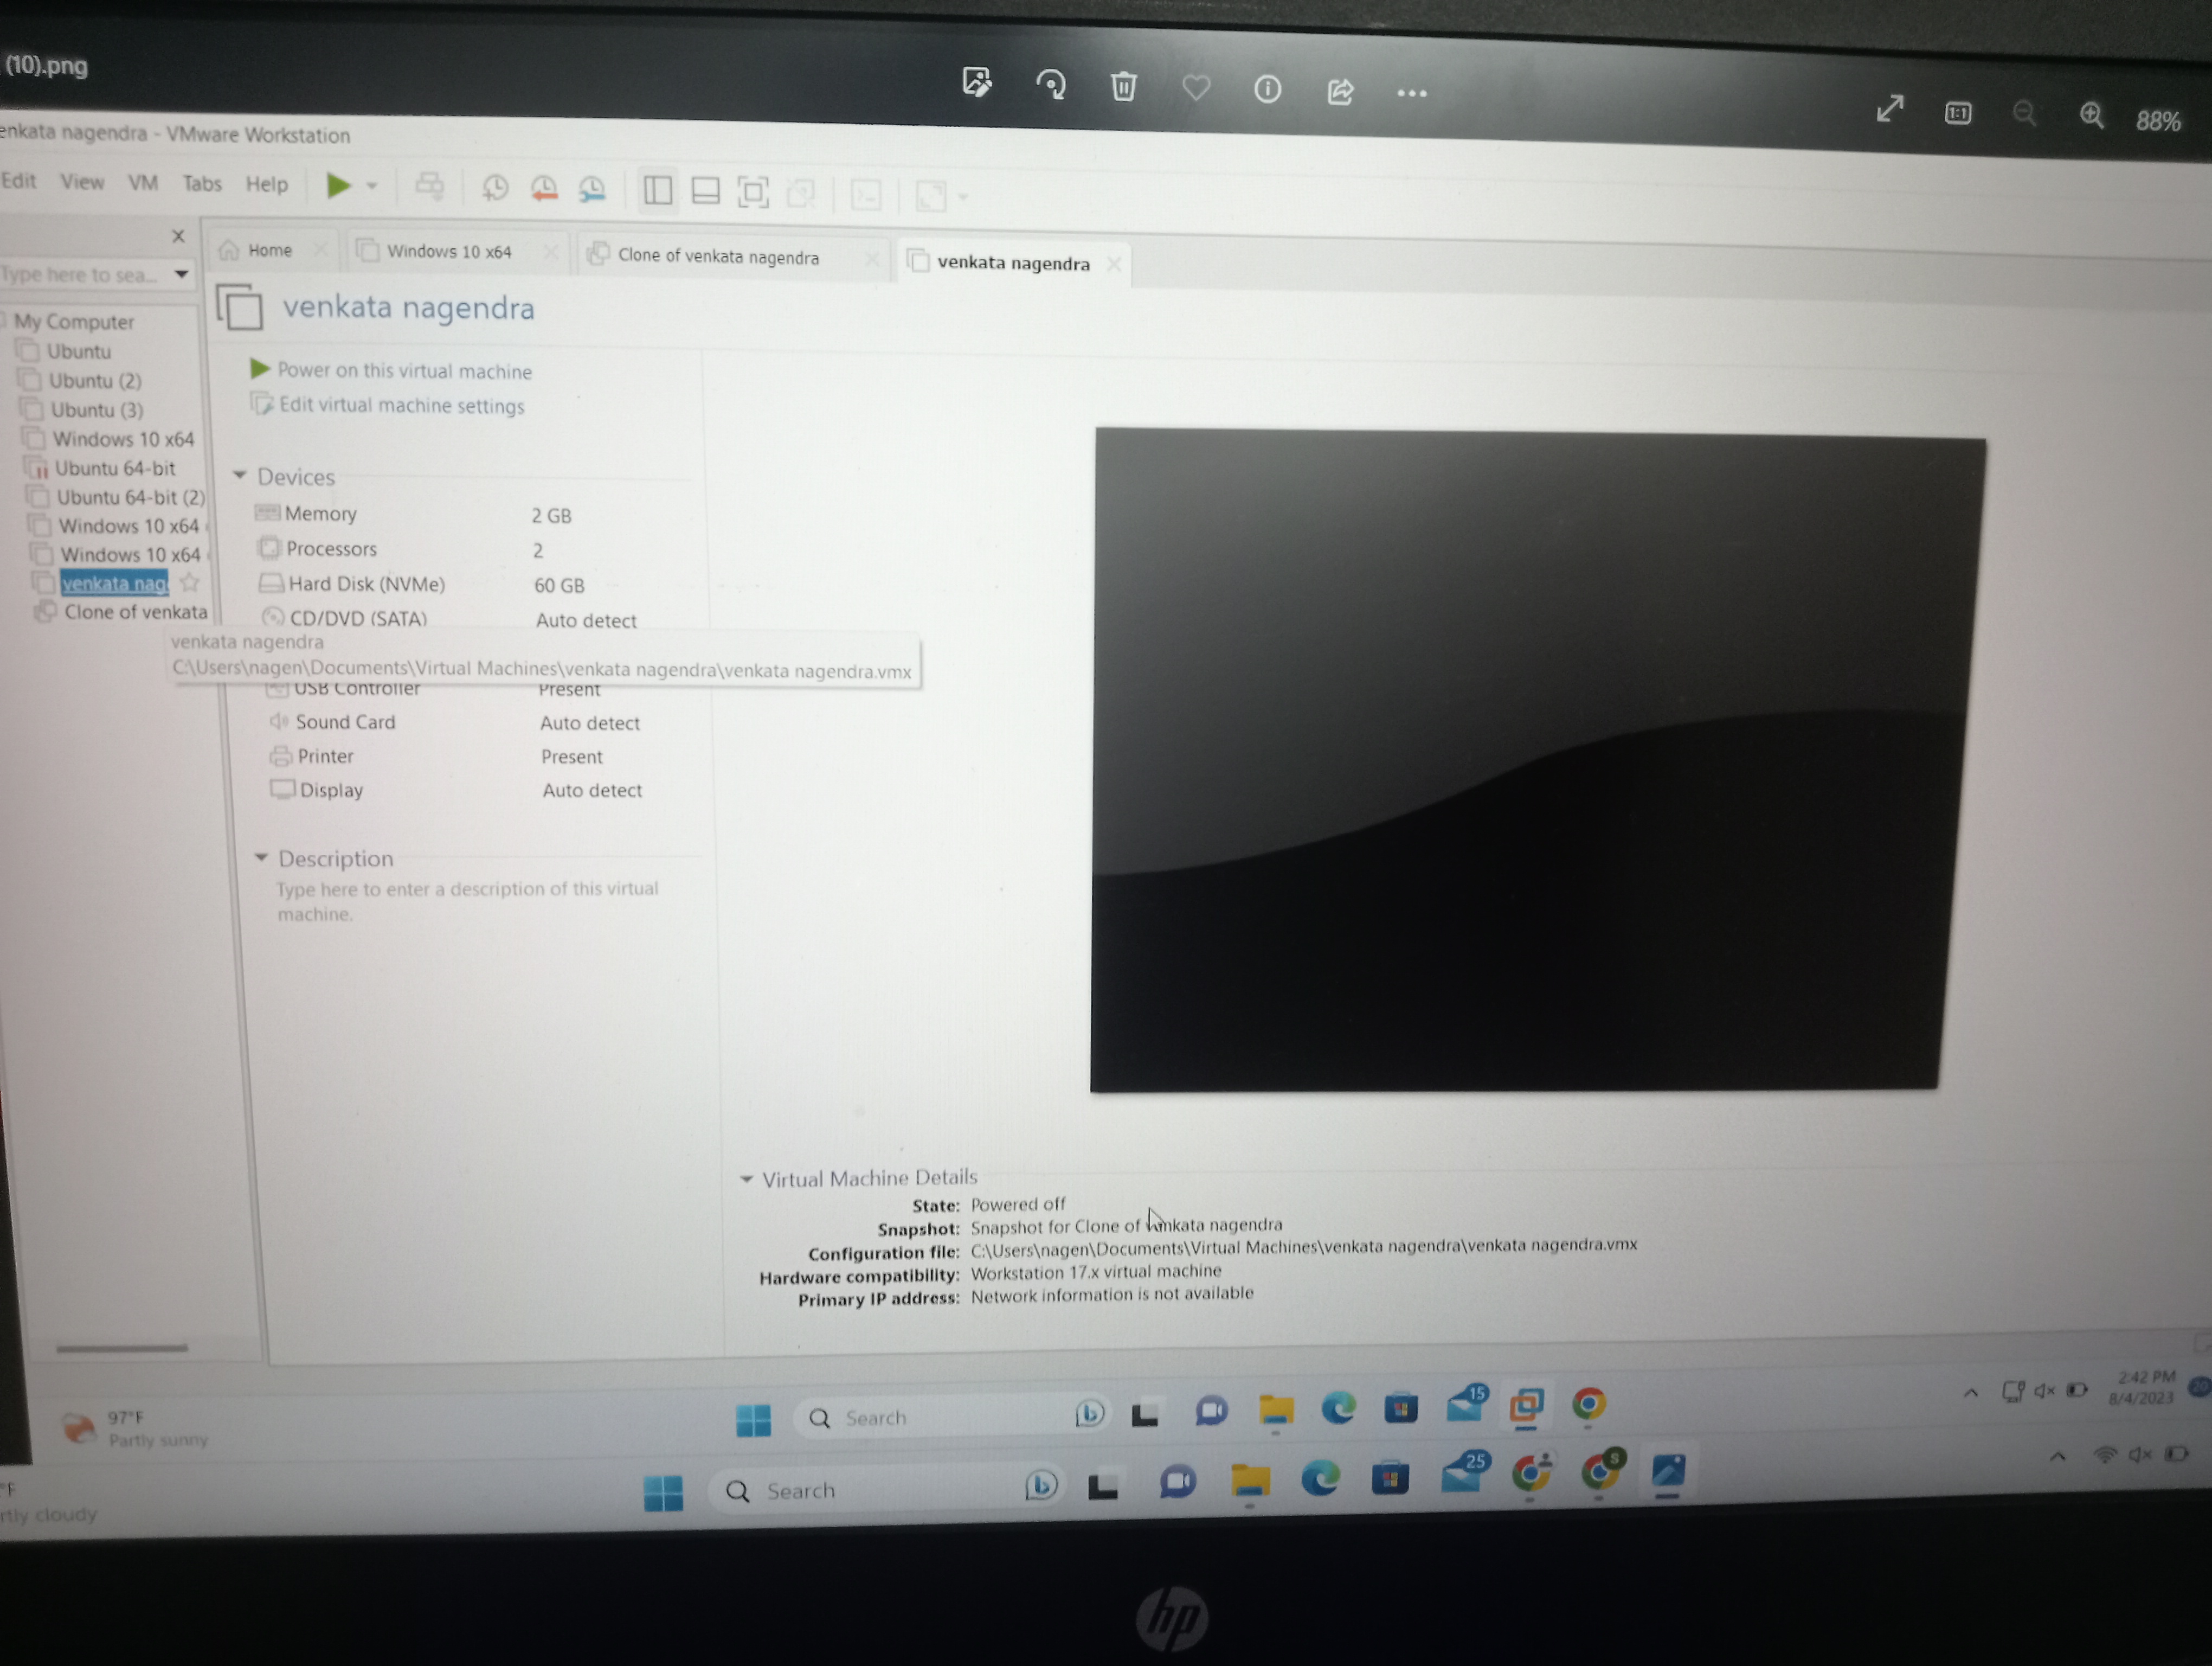 (10).png
88%
enkata nagendra - VMware Workstation
Edit View VM Tabs Help
Type here to sea...
Home
Windows 10 x64
Clone of venkata nagendra
venkata nagendra
My Computer
Ubuntu
Ubuntu (2)
Ubuntu (3)
Windows 10 x64
Ubuntu 64-bit
Ubuntu 64-bit (2)
Windows 10 x64
Windows 10 x64
venkata nag
Clone of venkata
venkata nagendra
Power on this virtual machine
Edit virtual machine settings
Devices
Memory 2 GB
Processors 2
Hard Disk (NVMe) 60 GB
CD/DVD (SATA) Auto detect
venkata nagendra
C:\Users\nagen\Documents\Virtual Machines\venkata nagendra\venkata nagendra.vmx
USB Controller Present
Sound Card Auto detect
Printer Present
Display Auto detect
Description
Type here to enter a description of this virtual
machine.
Virtual Machine Details
State: Powered off
Snapshot: Snapshot for Clone of venkata nagendra
Configuration file: C:\Users\nagen\Documents\Virtual Machines\venkata nagendra\venkata nagendra.vmx
Hardware compatibility: Workstation 17.x virtual machine
Primary IP address: Network information is not available
97°F
Partly sunny
Search
15
2:42 PM
8/4/2023
20
°F
rtly cloudy
Search
25
S
hp